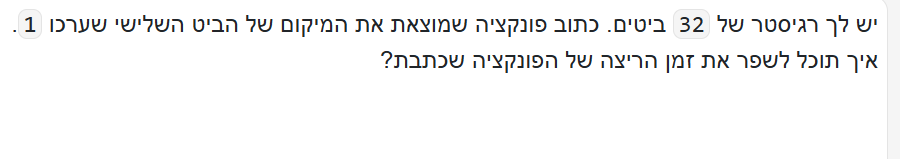 יש לך רגיסטר של 32 ביטים. כתוב פונקציה שמוצאת את המיקום של הביט השלישי שערכו 1.
איך תוכל לשפר את זמן הריצה של הפונקציה שכתבת?